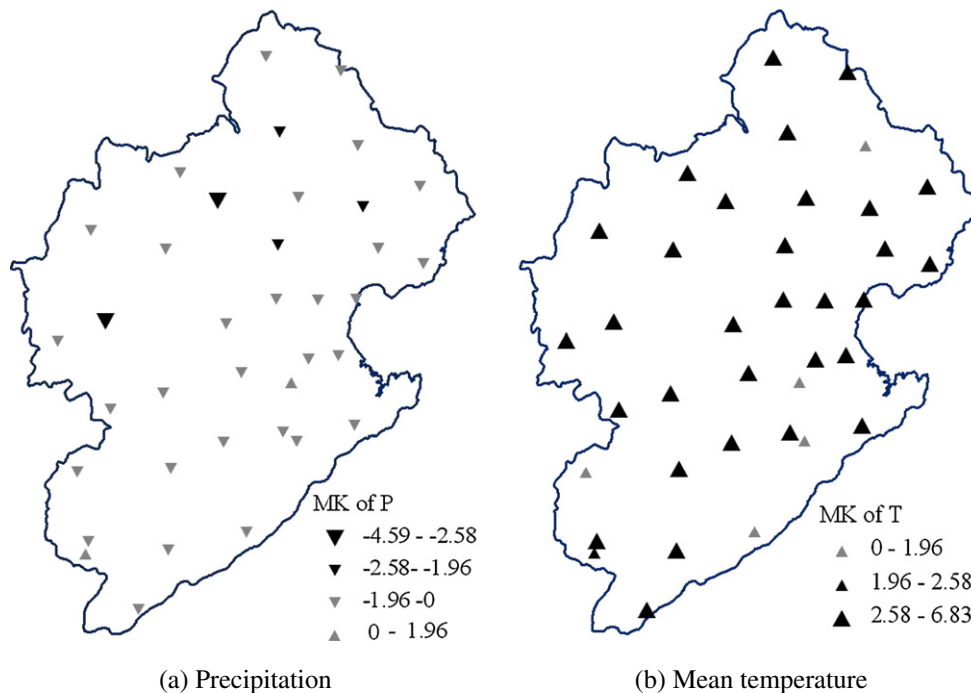 MK of P
-4.59 - -2.58
-2.58- -1.96
-1.96 -0
0 - 1.96
MK of T
0 - 1.96
1.96 - 2.58
2.58 - 6.83
(a) Precipitation
(b) Mean temperature